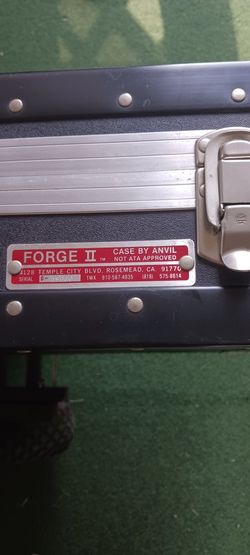 FORGE II TM CASE BY ANVIL
NOT ATA APPROVED
4128 TEMPLE CITY BLVD, ROSEMEAD, CA. 91770
SERIAL TWX 910-587-4935 (818) 575-8614